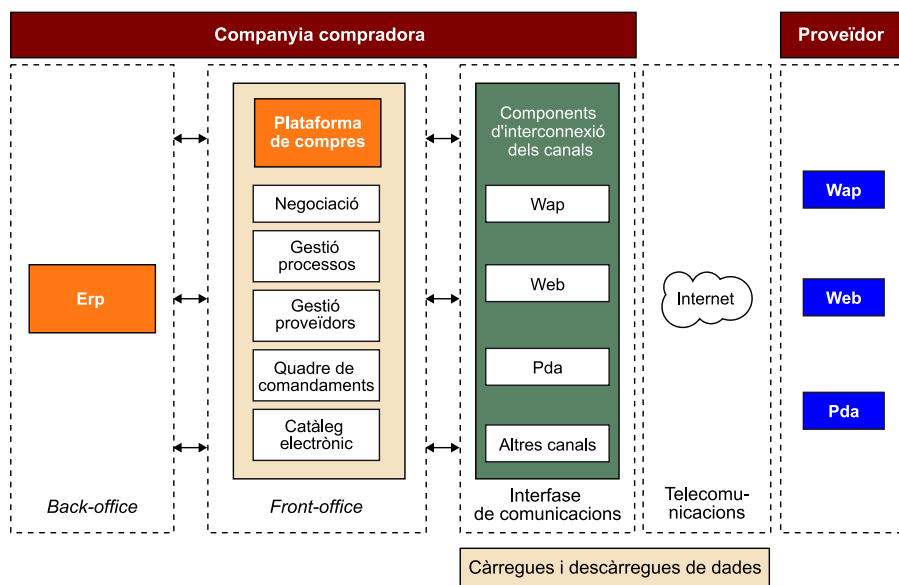 Companyia compradora
Proveïdor
Plataforma
de compres
Negociació
Gestió
processos
Gestió
proveïdors
Quadre de
comandaments
Catàleg
electrònic
Erp
Components
d'interconnexió
dels canals
Wap
Web
Pda
Altres canals
Internet
Wap
Web
Pda
Back-office
Front-office
Interfase
de comunicacions
Telecomu-
nicacions
Càrregues i descàrregues de dades